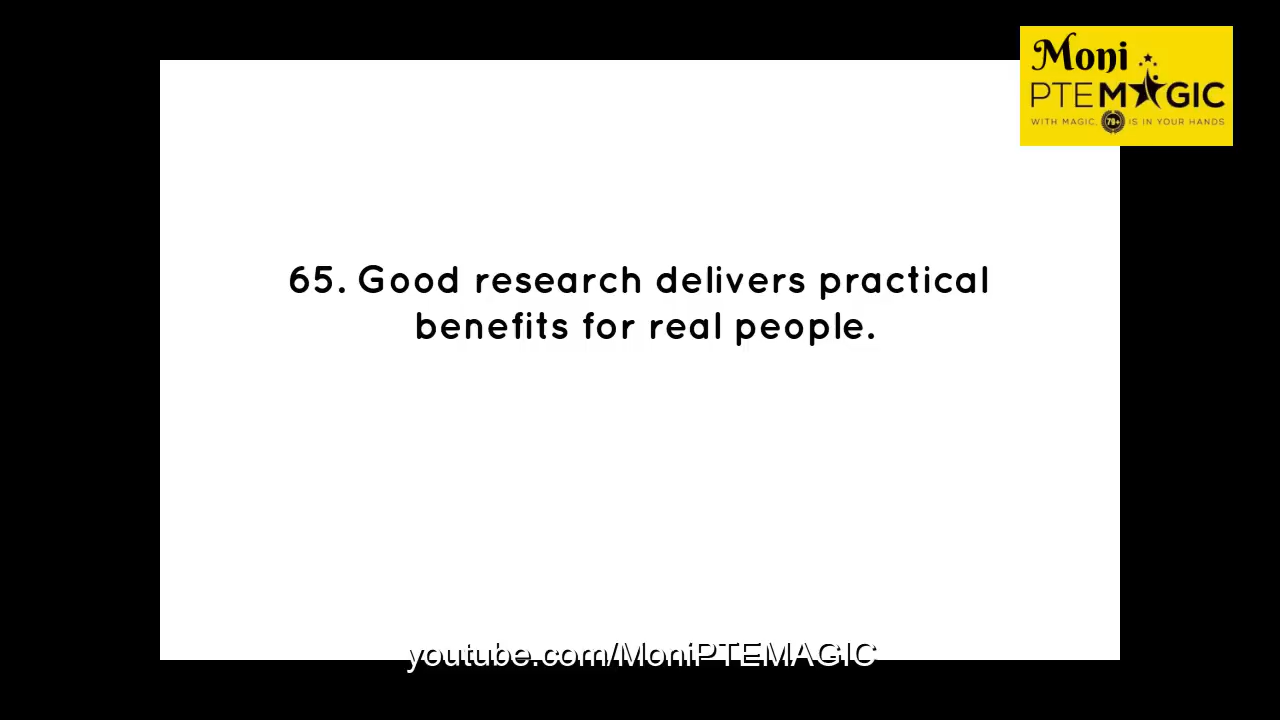 Moni
PTEMAGIC
WITH MAGIC, 79+ IS IN YOUR HANDS
65. Good research delivers practical
benefits for real people.
youtube.com/MoniPTEMAGIC